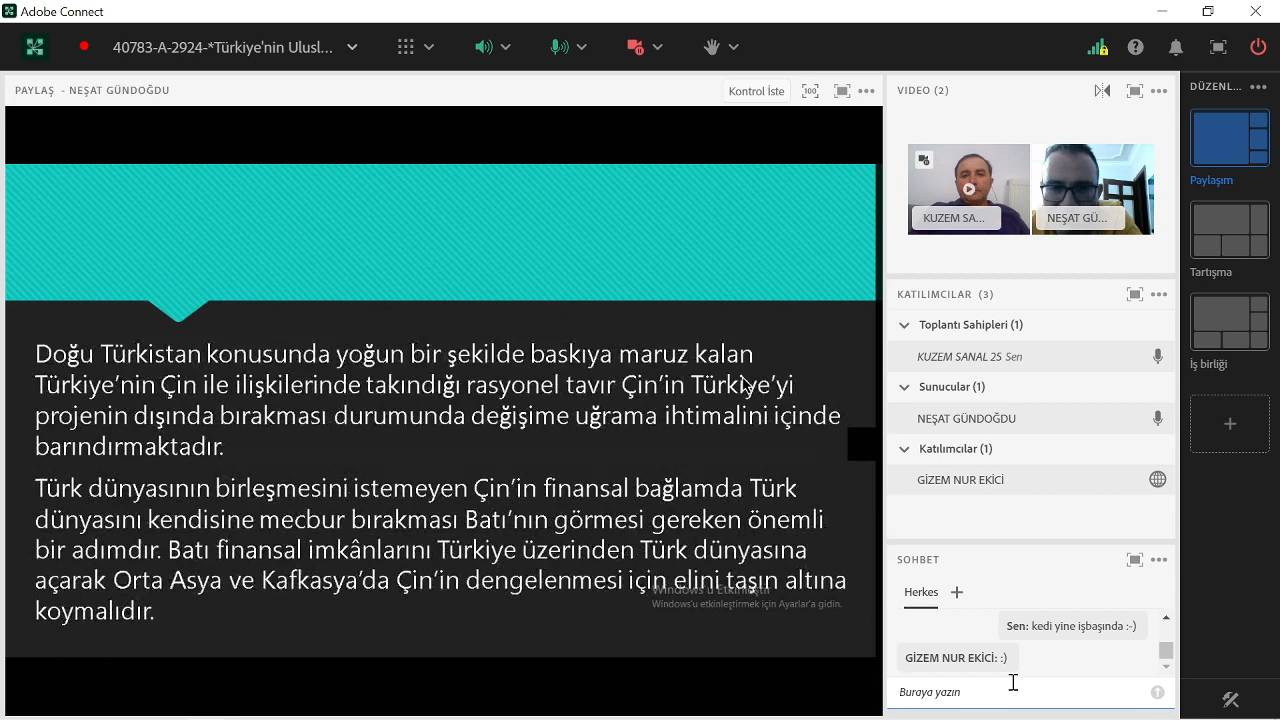 Adobe Connect
40783-A-2924-*Türkiye'nin Ulusl...
PAYLAŞ - NEŞAT GÜNDOĞDU
Kontrol İste
100
Doğu Türkistan konusunda yoğun bir şekilde baskıya maruz kalan
Türkiye'nin Çin ile ilişkilerinde takındığı rasyonel tavır Çin'in Türkiye'yi
projenin dışında bırakması durumunda değişime uğrama ihtimalini içinde
barındırmaktadır.
Türk dünyasının birleşmesini istemeyen Çin'in finansal bağlamda Türk
dünyasını kendisine mecbur bırakması Batı'nın görmesi gereken önemli
bir adımdır. Batı finansal imkânlarını Türkiye üzerinden Türk dünyasına
açarak Orta Asya ve Kafkasya'da Çin'in dengelenmesi için elini taşın altına
koymalıdır.
Windows'u Etkinleştir
Windows'u etkinleştirmek için Ayarlar'a gidin.
VIDEO (2)
KUZEM SA...
NEŞAT GÜ...
KATILIMCILAR (3)
Toplantı Sahipleri (1)
KUZEM SANAL 25 Sen
Sunucular (1)
NEŞAT GÜNDOĞDU
Katılımcılar (1)
GİZEM NUR EKİCİ
SOHBET
Herkes
Sen: kedi yine işbaşında :-)
GİZEM NUR EKİCİ: :)
Buraya yazın
DÜZENL...
Paylaşım
Tartışma
İş birliği